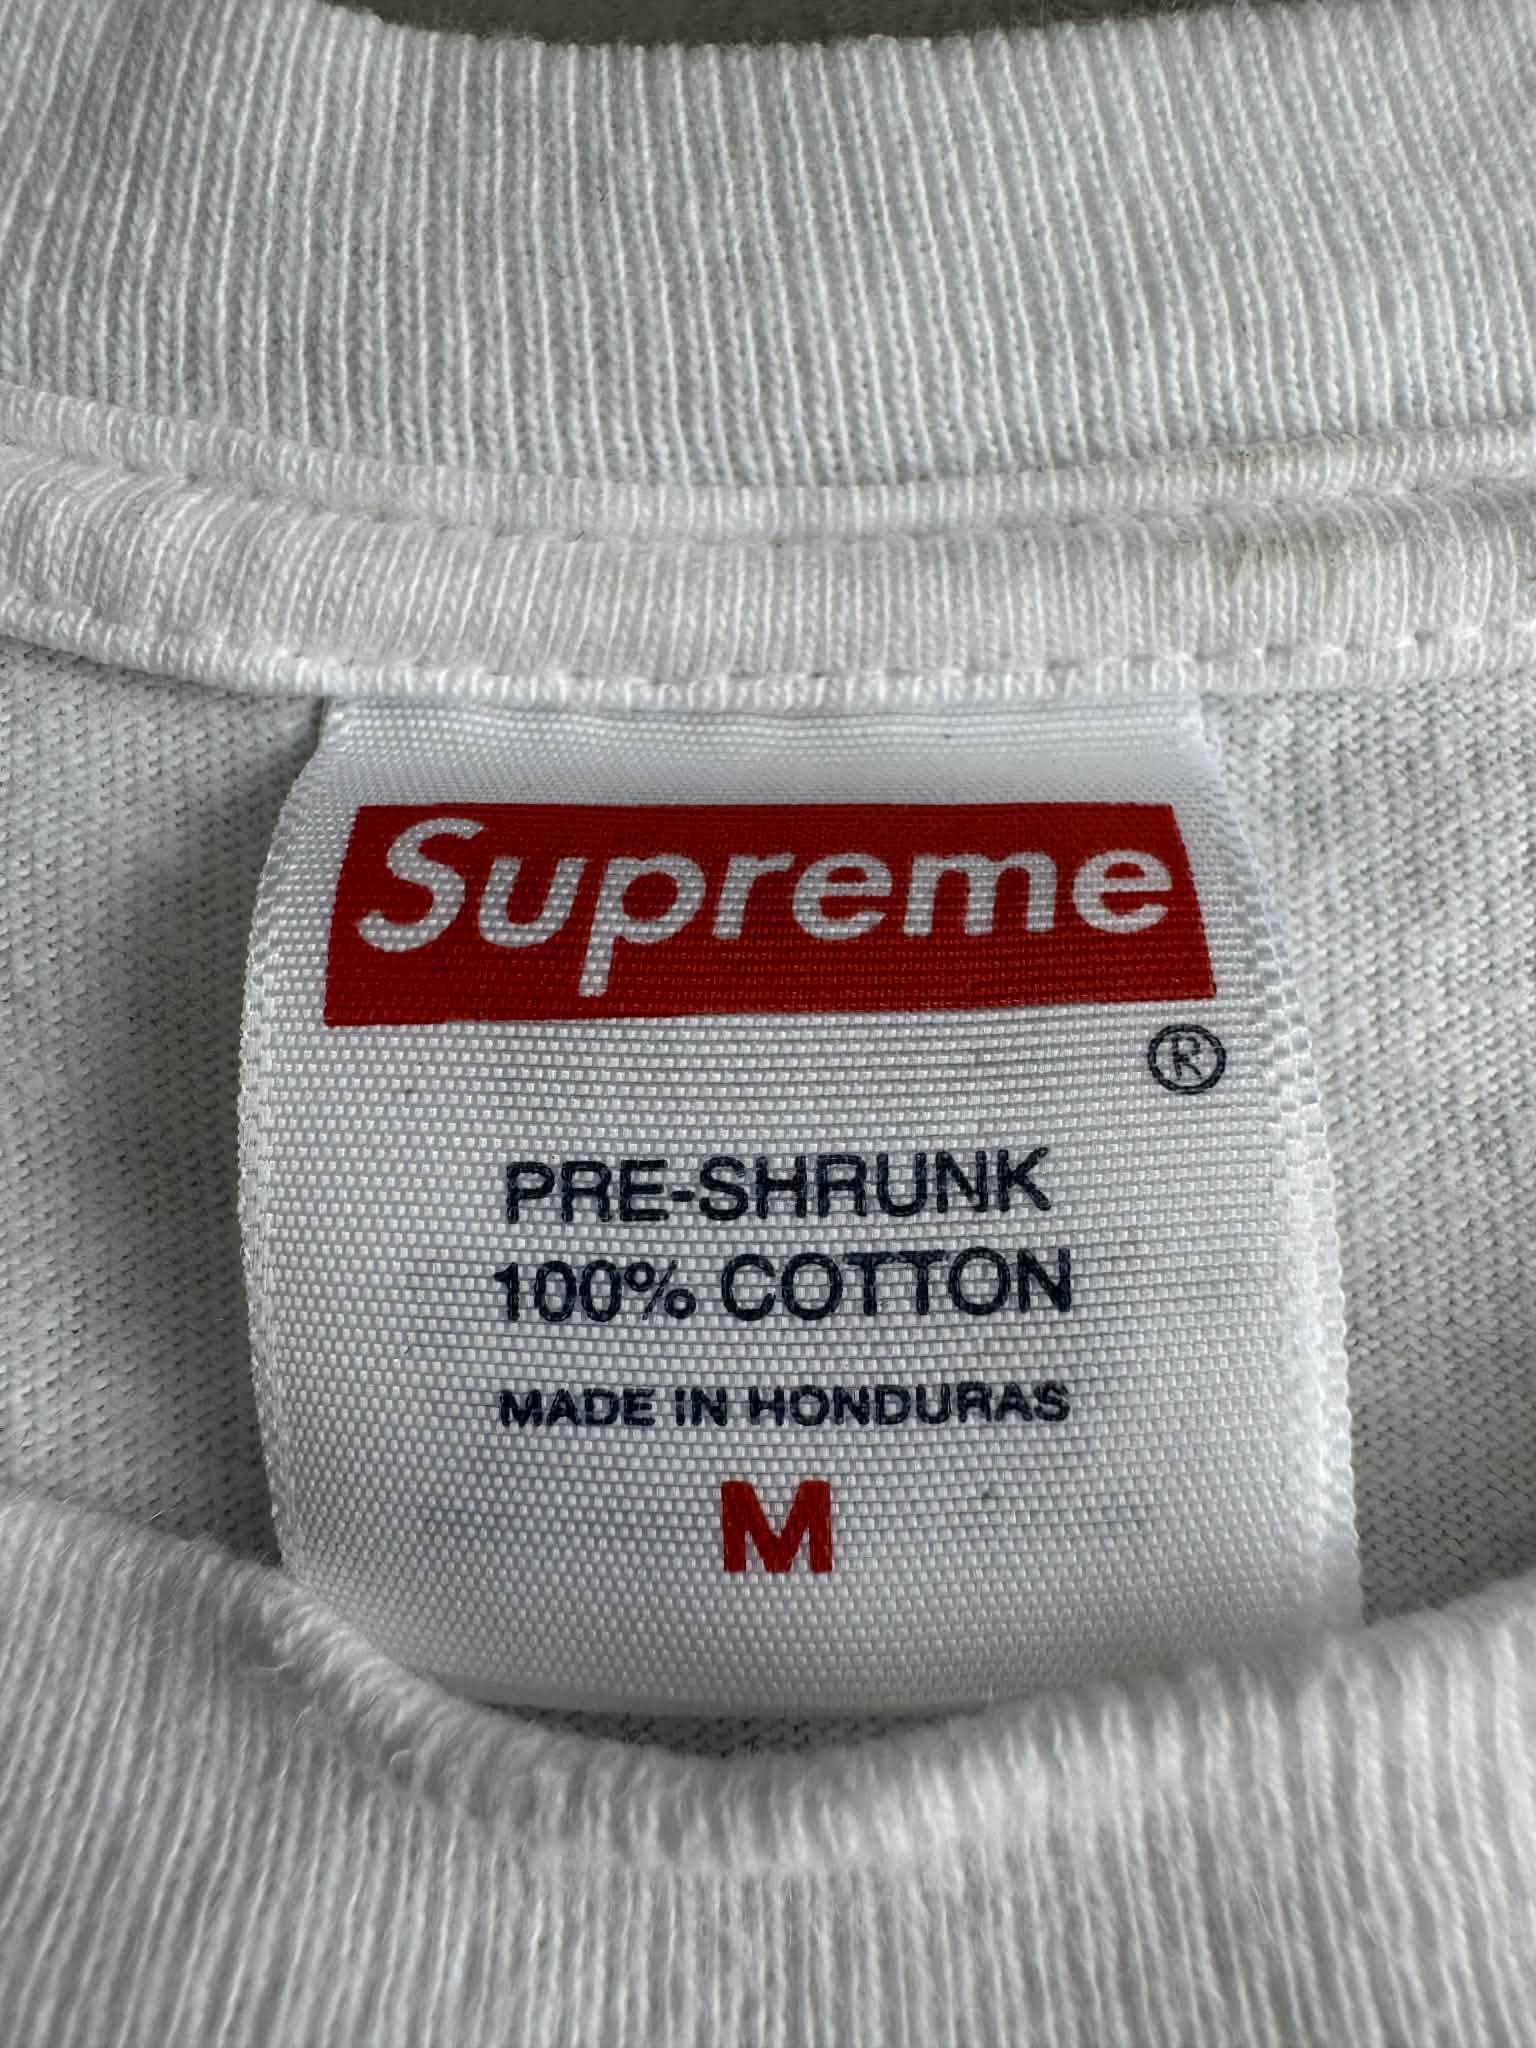 Supreme
®
PRE-SHRUNK
100% COTTON
MADE IN HONDURAS
M